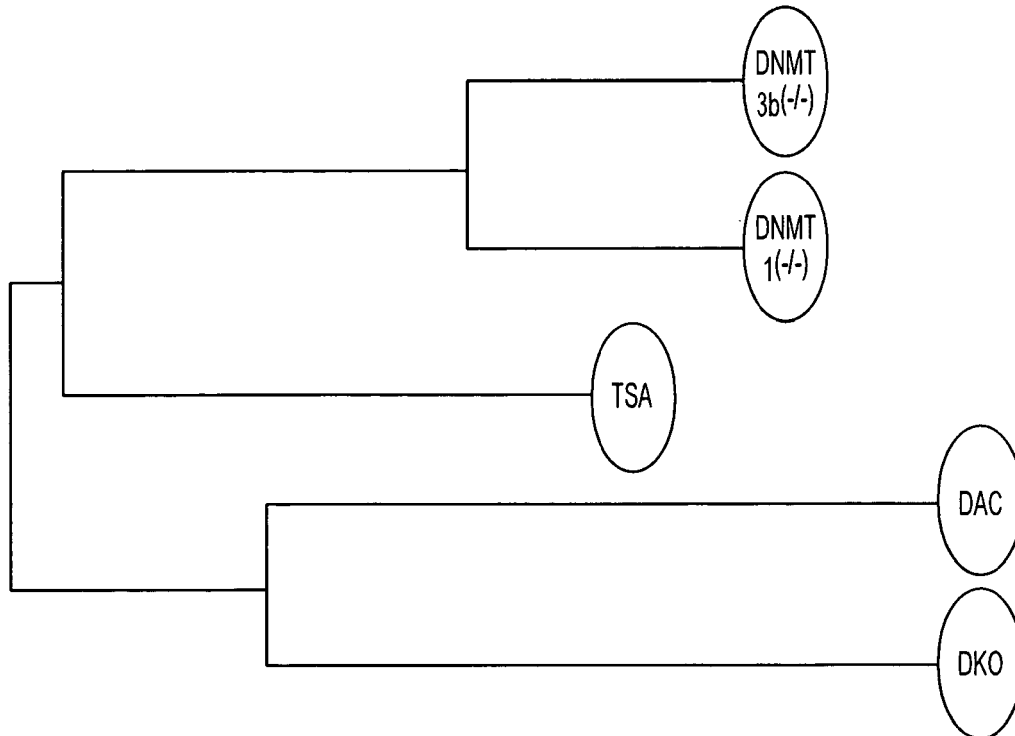 DNMT
3b(-/-)
DNMT
1(-/-)
TSA
DAC
DKO